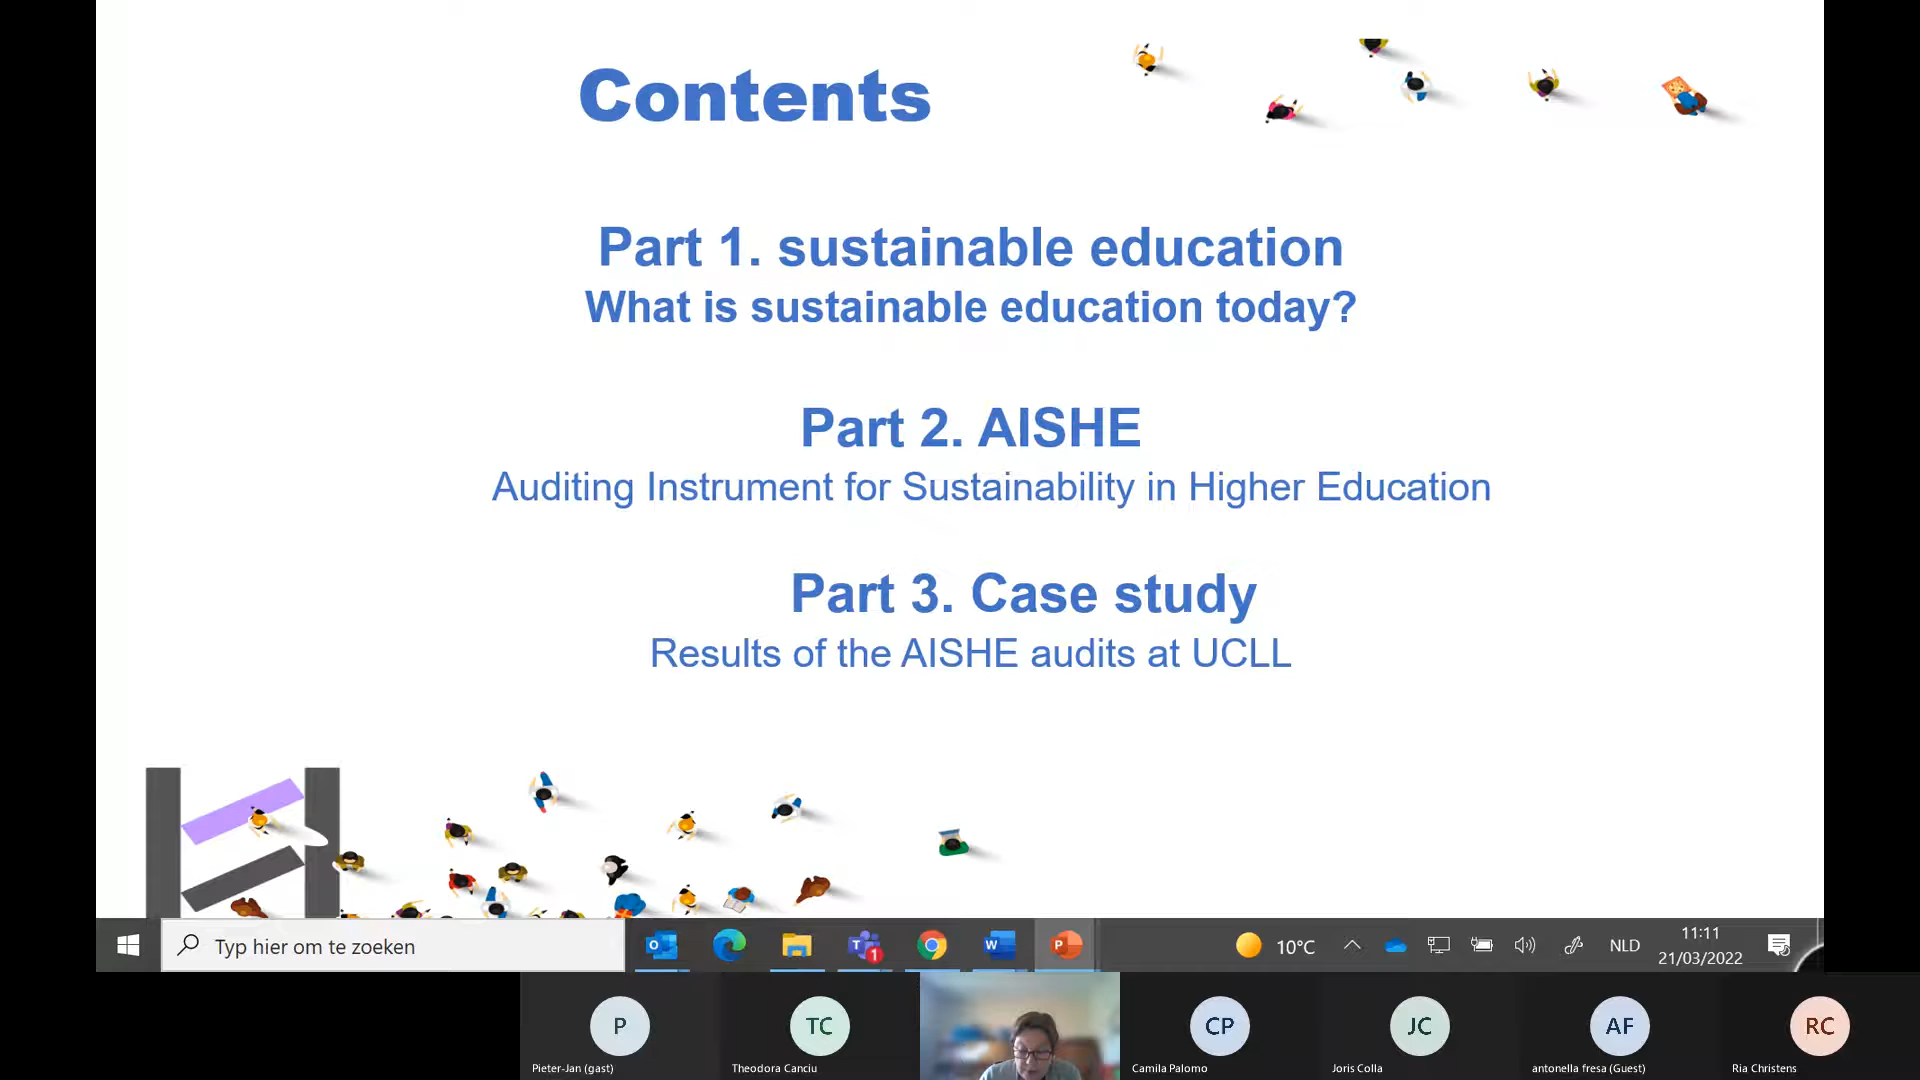 Contents
Part 1. sustainable education
What is sustainable education today?
Part 2. AISHE
Auditing Instrument for Sustainability in Higher Education
Part 3. Case study
Results of the AISHE audits at UCLL
Typ hier om te zoeken
O
1
W
P
10°C
NLD
11:11
21/03/2022
P
TC
CP
JC
AF
RC
Pieter-Jan (gast)
Theodora Canciu
Camila Palomo
Joris Colla
antonella fresa (Guest)
Ria Christens